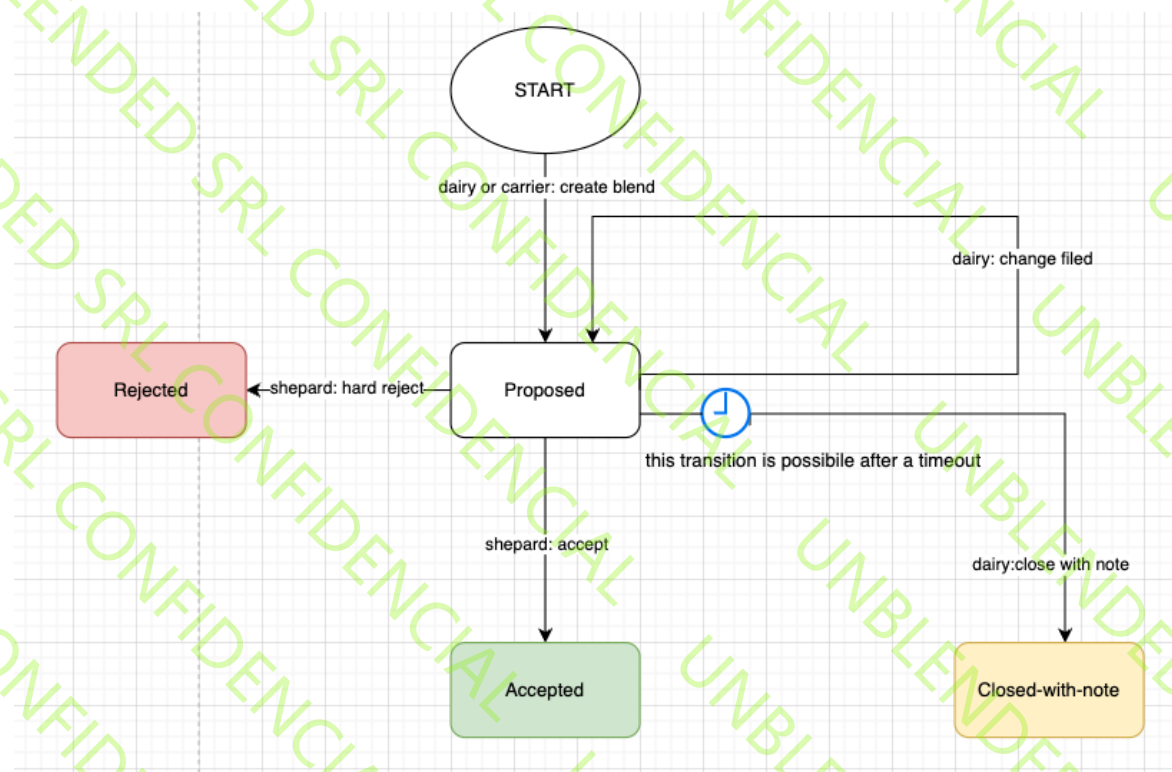 START
dairy or carrier: create blend
dairy: change filed
Rejected
shepard: hard reject
Proposed
this transition is possibile after a timeout
shepard: accept
dairy:close with note
Accepted
Closed-with-note
UNBLENDED SRL CONFIDENCIAL